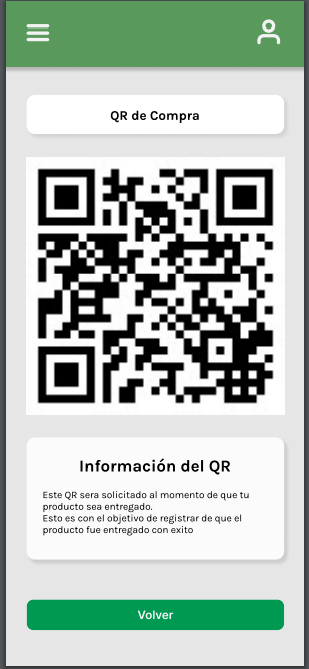 QR de Compra
Información del QR
Este QR sera solicitado al momento de que tu
producto sea entregado.
Esto es con el objetivo de registrar de que el
producto fue entregado con exito
Volver